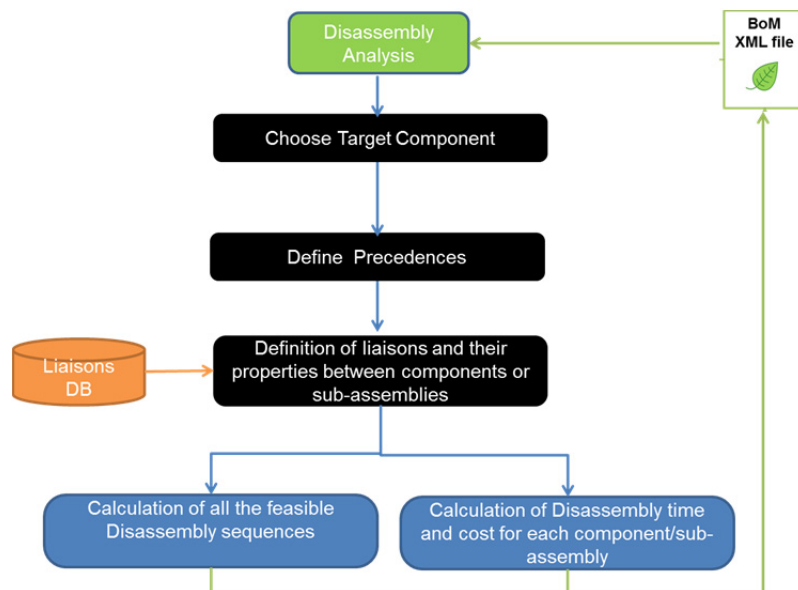 Disassembly
Analysis
BoM
XML file
Choose Target Component
Define Precedences
Liaisons
DB
Definition of liaisons and their
properties between components or
sub-assemblies
Calculation of all the feasible
Disassembly sequences
Calculation of Disassembly time
and cost for each component/sub-
assembly